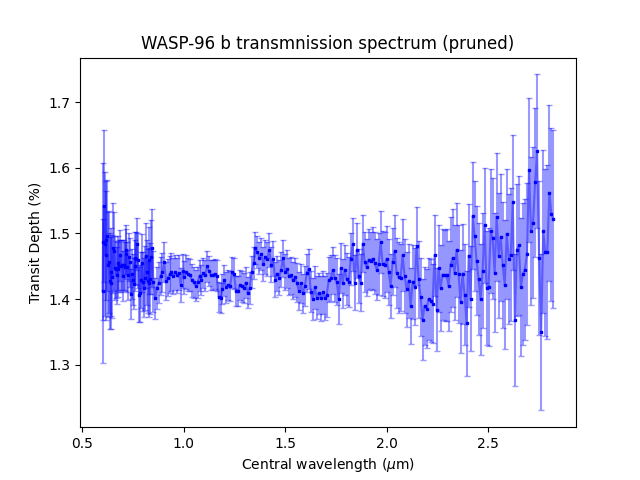 WASP-96 b transmnission spectrum (pruned)
Transit Depth (%)
1.7
1.6
1.5
1.4
1.3
0.5 1.0 1.5 2.0 2.5
Central wavelength (μm)